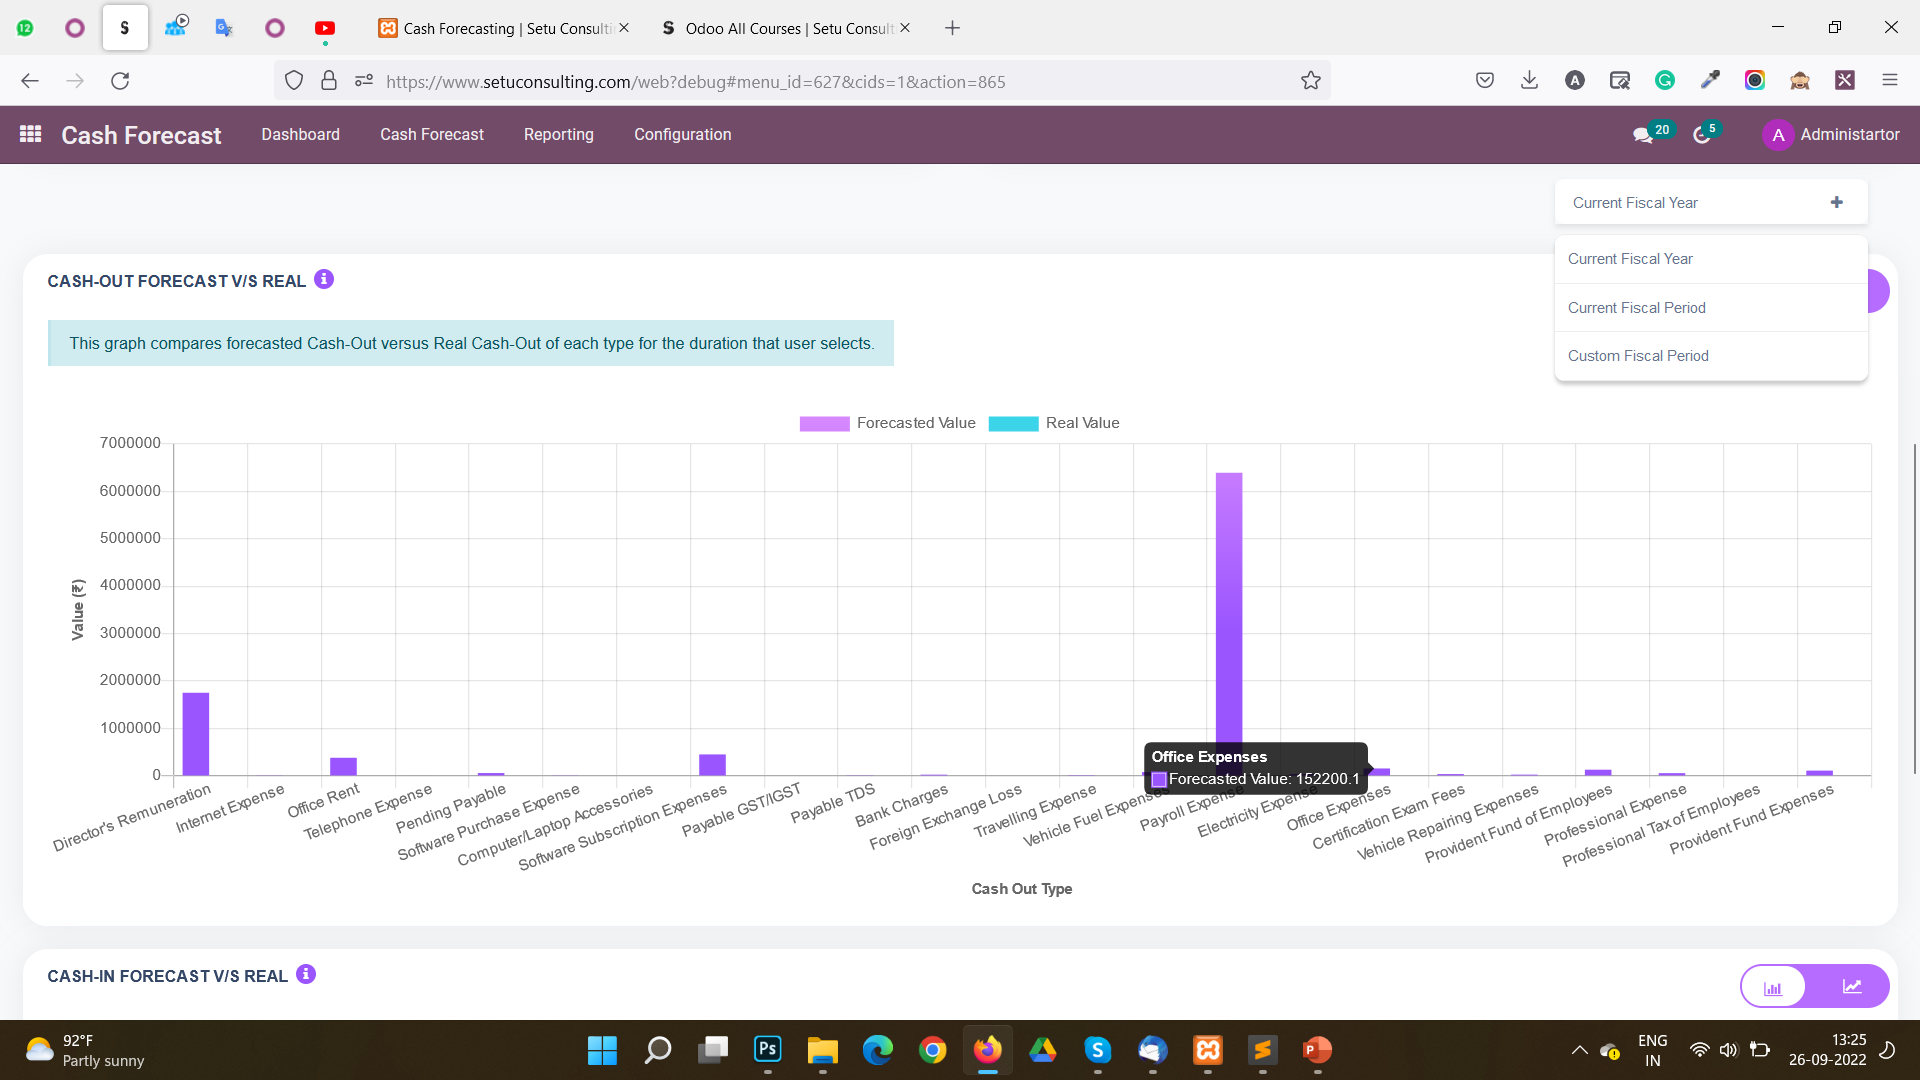 12
S
Cash Forecasting | Setu Consulti
S Odoo All Courses | Setu Consult
https://www.setuconsulting.com/web?debug#menu_id=627&cids=1&action=865
A
Cash Forecast
Dashboard
Cash Forecast
Reporting
Configuration
20
5
A
Administartor
Current Fiscal Year
Current Fiscal Year
Current Fiscal Period
Custom Fiscal Period
CASH-OUT FORECAST V/S REAL
This graph compares forecasted Cash-Out versus Real Cash-Out of each type for the duration that user selects.
Forecasted Value
Real Value
7000000
6000000
5000000
4000000
3000000
2000000
1000000
0
Value (₹)
Office Expenses
Forecasted Value: 152200.1
Director's Remuneration
Internet Expense
Office Rent
Telephone Expense
Pending Payable
Software Purchase Expense
Computer/Laptop Accessories
Software Subscription Expenses
Payable GST/IGST
Payable TDS
Bank Charges
Foreign Exchange Loss
Travelling Expense
Vehicle Fuel Expenses
Payroll Expense
Electricity Expense
Office Expenses
Certification Exam Fees
Vehicle Repairing Expenses
Provident Fund of Employees
Professional Expense
Professional Tax of Employees
Provident Fund Expenses
Cash Out Type
CASH-IN FORECAST V/S REAL
92°F
Partly sunny
Ps
S
P
ENG
IN
13:25
26-09-2022